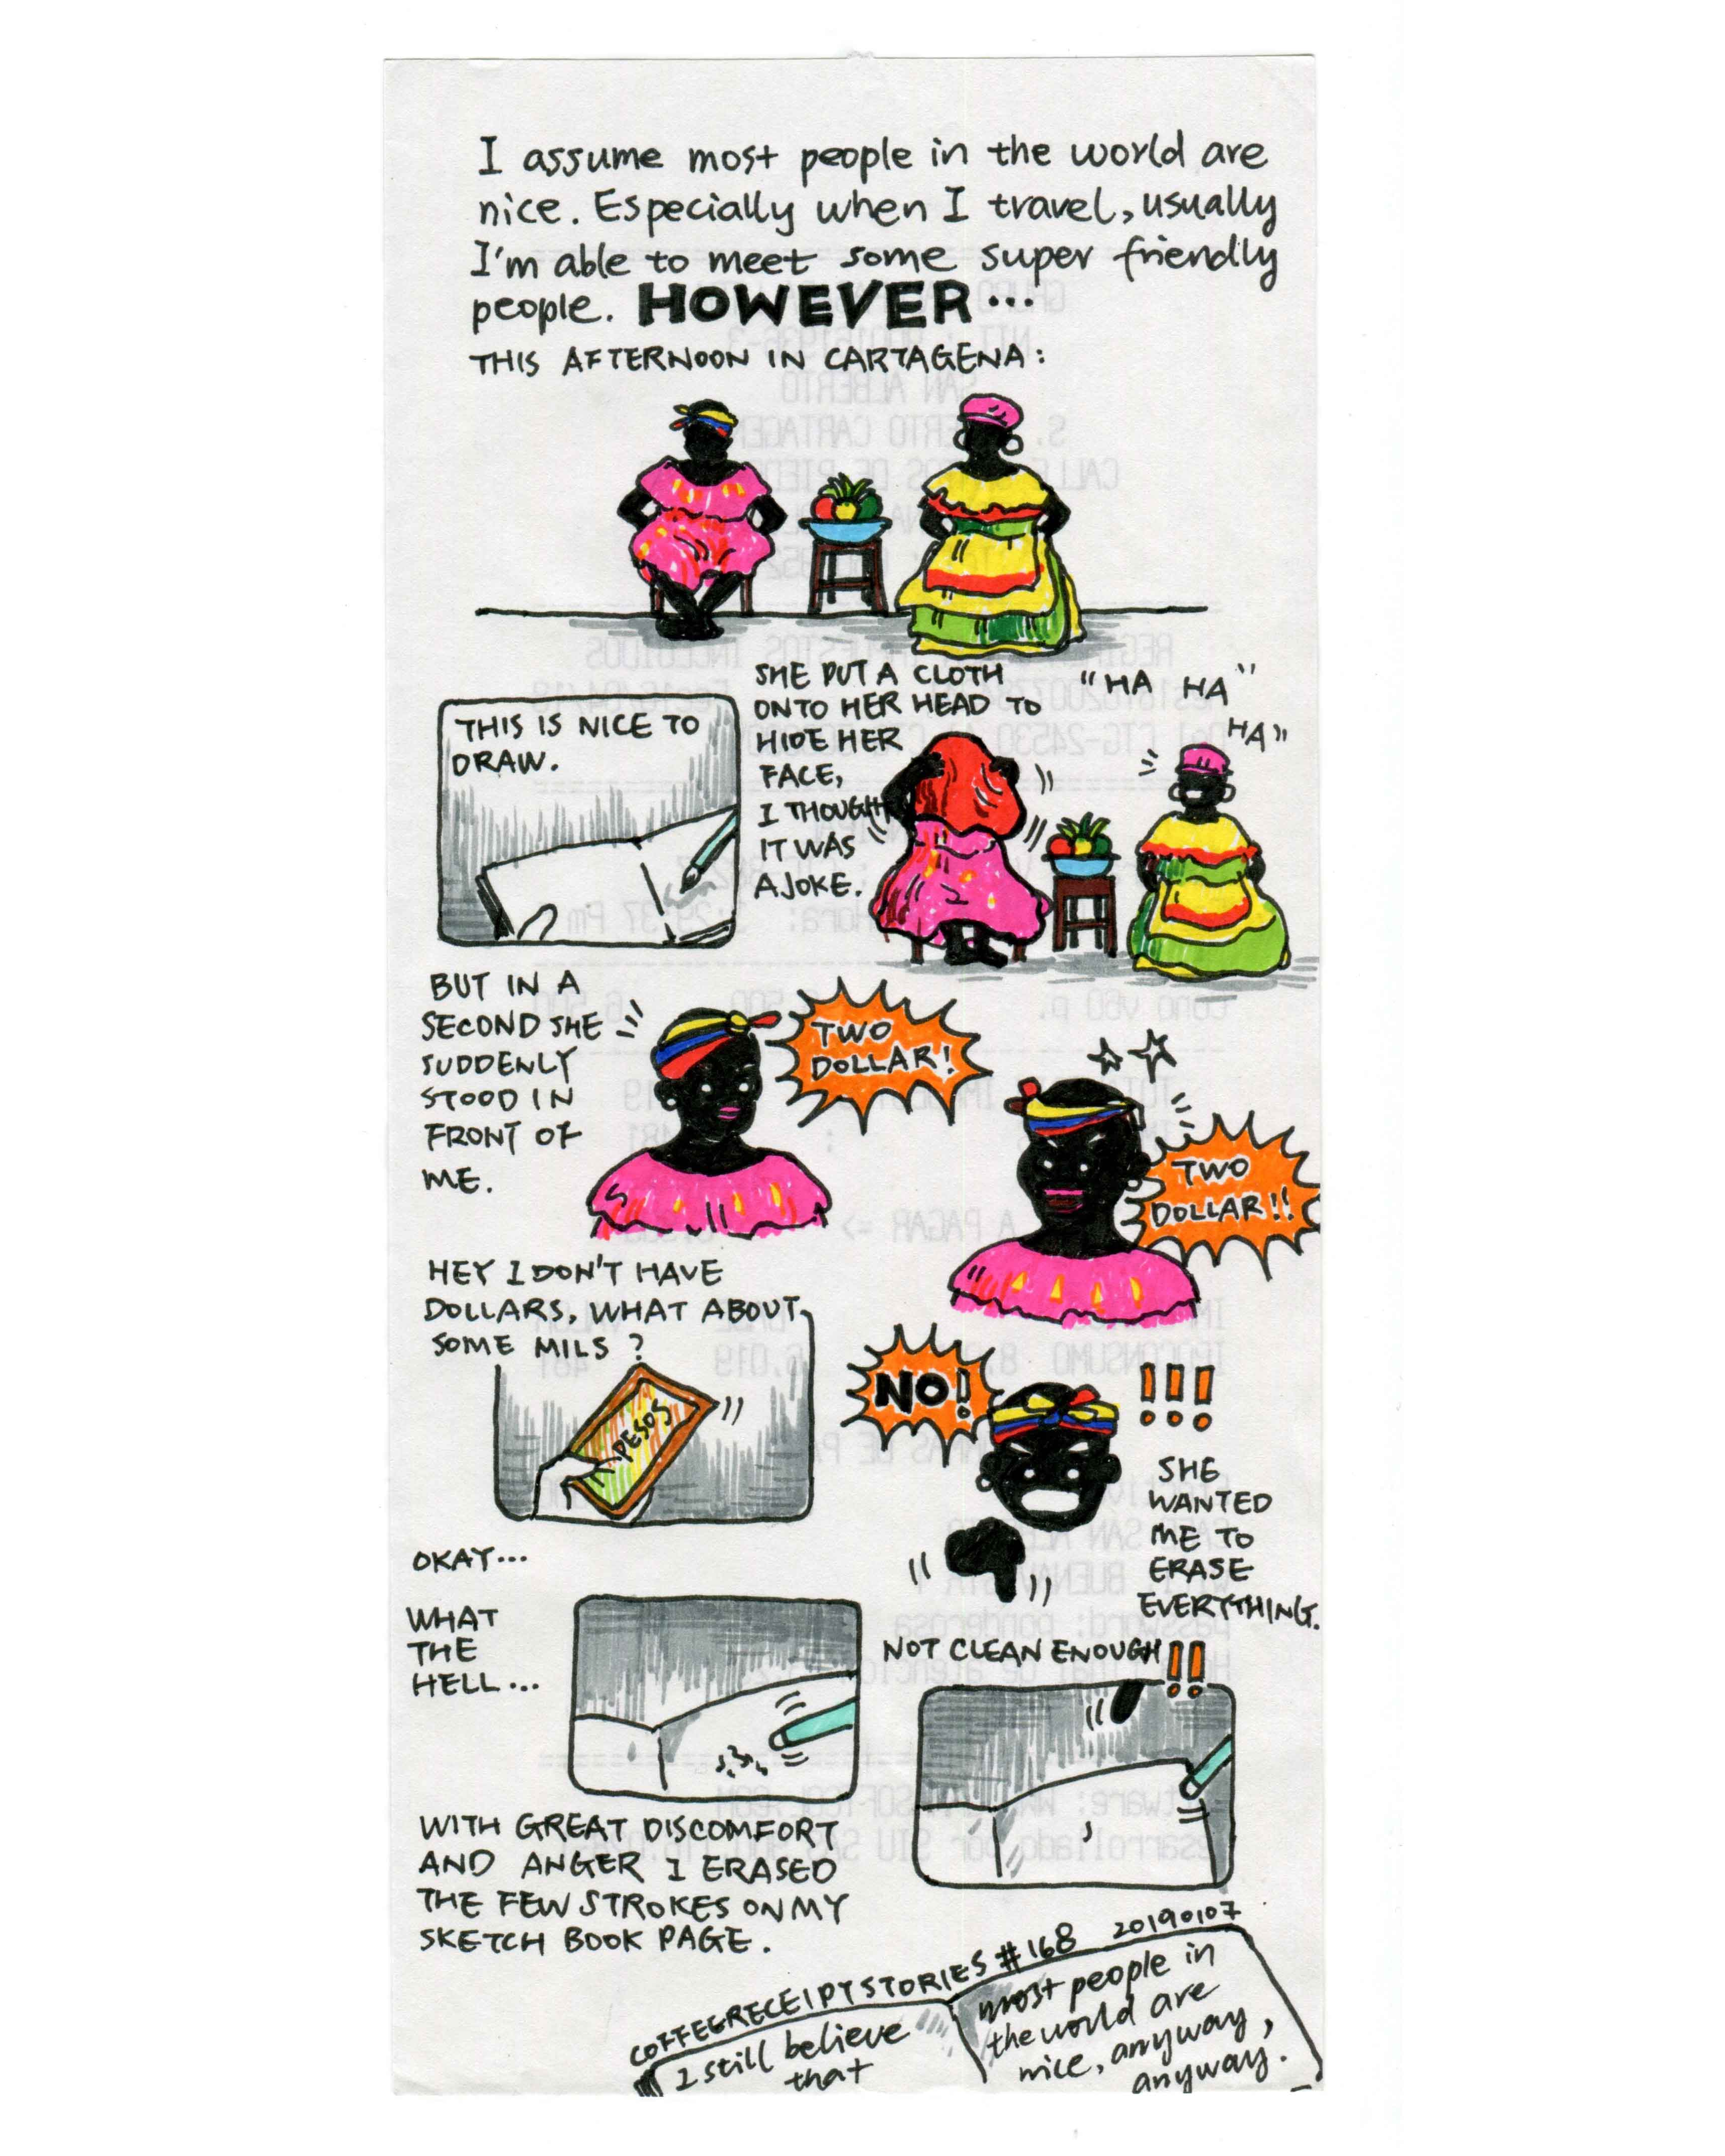 I assume most people in the world are
nice. Especially when I travel, usually
I'm able to meet some super friendly
people. HOWEVER...
THIS AFTERNOON IN CARTAGENA:
THIS IS NICE TO
DRAW.
SHE PUT A CLOTH
ONTO HER HEAD TO
HIDE HER
FACE,
I THOUGHT
IT WAS
A JOKE.
"HA HA"
HA"
BUT IN A
SECOND SHE
SUDDENLY
STOOD IN
FRONT OF
ME.
TWO
DOLLAR!
TWO
DOLLAR!!
HEY I DON'T HAVE
DOLLARS, WHAT ABOUT
SOME MILS?
PESOS
NO!
!!!
SHE
WANTED
ME TO
ERASE
EVERYTHING.
OKAY...
WHAT
THE
HELL...
NOT CLEAN ENOUGH!!
WITH GREAT DISCOMFORT
AND ANGER I ERASED
THE FEW STROKES ON MY
SKETCH BOOK PAGE.
COFFEERECEIPTSTORIES #168 20190107
I still believe
that
most people in
the world are
nice, anyway,
anyway.